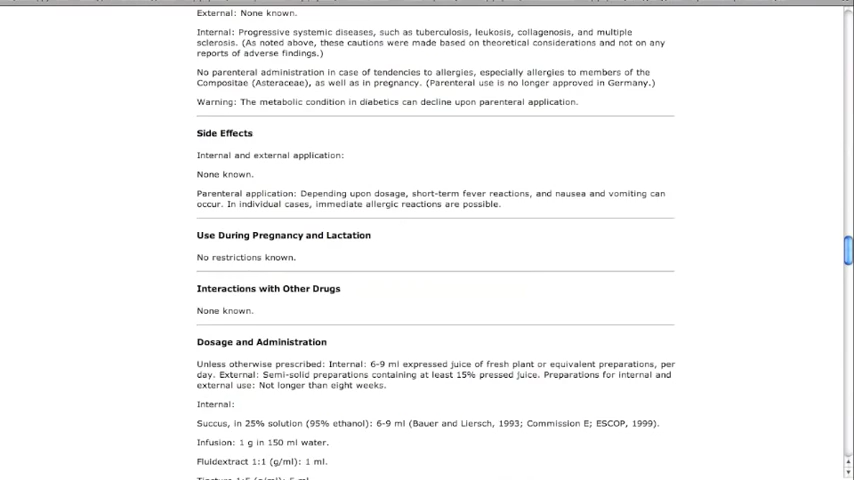 External: None known.
Internal: Progressive systemic diseases, such as tuberculosis, leukosis, collagenosis, and multiple
sclerosis. (As noted above, these cautions were made based on theoretical considerations and not on any
reports of adverse findings.)
No parenteral administration in case of tendencies to allergies, especially allergies to members of the
Compositae (Asteraceae), as well as in pregnancy. (Parenteral use is no longer approved in Germany.)
Warning: The metabolic condition in diabetics can decline upon parenteral application.
Side Effects
Internal and external application:
None known.
Parenteral application: Depending upon dosage, short-term fever reactions, and nausea and vomiting can
occur. In individual cases, immediate allergic reactions are possible.
Use During Pregnancy and Lactation
No restrictions known.
Interactions with Other Drugs
None known.
Dosage and Administration
Unless otherwise prescribed: Internal: 6-9 ml expressed juice of fresh plant or equivalent preparations, per
day. External: Semi-solid preparations containing at least 15% pressed juice. Preparations for internal and
external use: Not longer than eight weeks.
Internal:
Succus, in 25% solution (95% ethanol): 6-9 ml (Bauer and Liersch, 1993; Commission E; ESCOP, 1999).
Infusion: 1 g in 150 ml water.
Fluidextract 1:1 (g/ml): 1 ml.